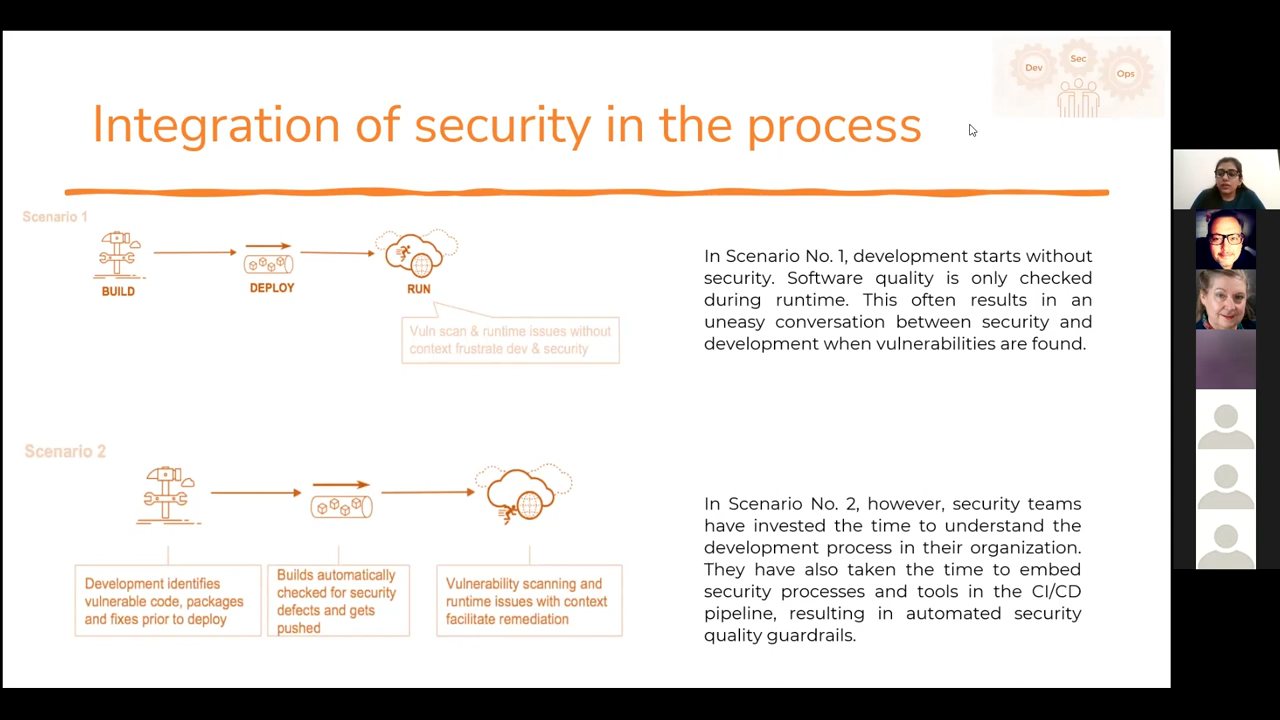 Dev
Sec
Ops
Integration of security in the process
Scenario 1
BUILD
DEPLOY
RUN
Vuln scan & runtime issues without
context frustrate dev & security
In Scenario No. 1, development starts without
security. Software quality is only checked
during runtime. This often results in an
uneasy conversation between security and
development when vulnerabilities are found.
Scenario 2
Development identifies
vulnerable code, packages
and fixes prior to deploy
Builds automatically
checked for security
defects and gets
pushed
Vulnerability scanning and
runtime issues with context
facilitate remediation
In Scenario No. 2, however, security teams
have invested the time to understand the
development process in their organization.
They have also taken the time to embed
security processes and tools in the CI/CD
pipeline, resulting in automated security
quality guardrails.